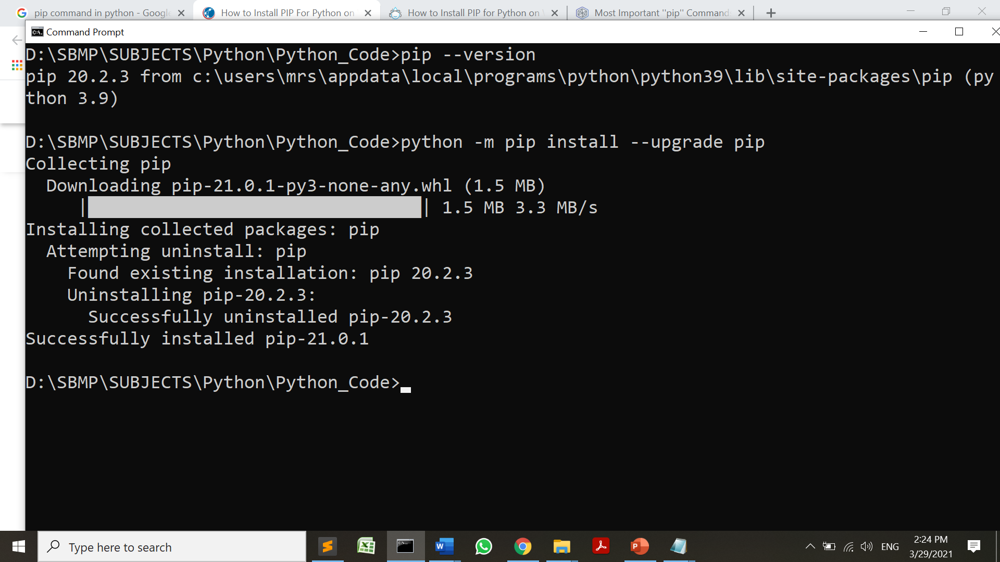 pip command in python - Google
How to Install PIP For Python on
How to Install PIP for Python on
Most Important "pip" Command
Command Prompt
D:\SBMP\SUBJECTS\Python\Python_Code>pip --version
pip 20.2.3 from c:\users\mrs\appdata\local\programs\python\python39\lib\site-packages\pip (py
thon 3.9)
D:\SBMP\SUBJECTS\Python\Python_Code>python -m pip install --upgrade pip
Collecting pip
Downloading pip-21.0.1-py3-none-any.whl (1.5 MB)
|████████████████████████████████| 1.5 MB 3.3 MB/s
Installing collected packages: pip
Attempting uninstall: pip
Found existing installation: pip 20.2.3
Uninstalling pip-20.2.3:
Successfully uninstalled pip-20.2.3
Successfully installed pip-21.0.1
D:\SBMP\SUBJECTS\Python\Python_Code>
Type here to search
ENG
2:24 PM
3/29/2021